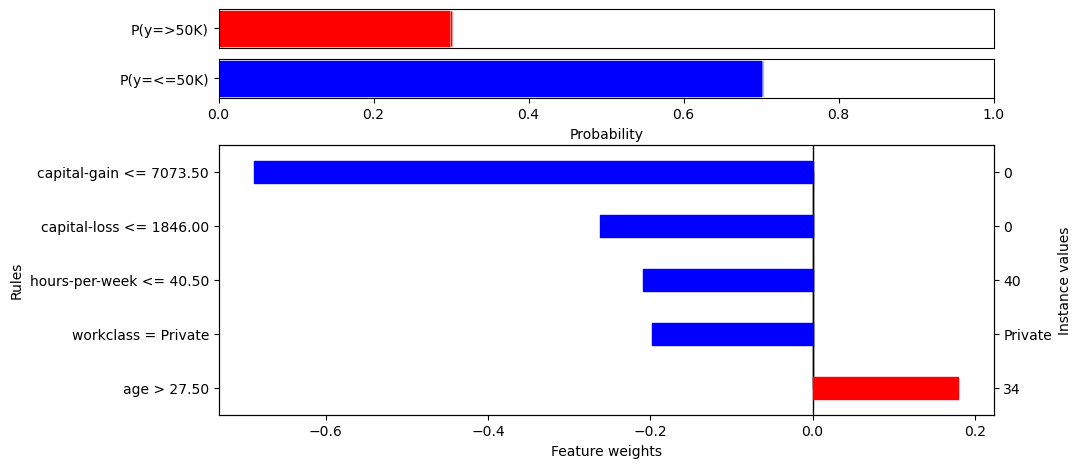 P(y=>50K)
P(y=<=50K)
0.0 0.2 0.4 0.6 0.8 1.0
Probability
capital-gain <= 7073.50 0
capital-loss <= 1846.00 0
hours-per-week <= 40.50 40
workclass = Private Private
age > 27.50 34
Rules
Instance values
−0.6 −0.4 −0.2 0.0 0.2
Feature weights